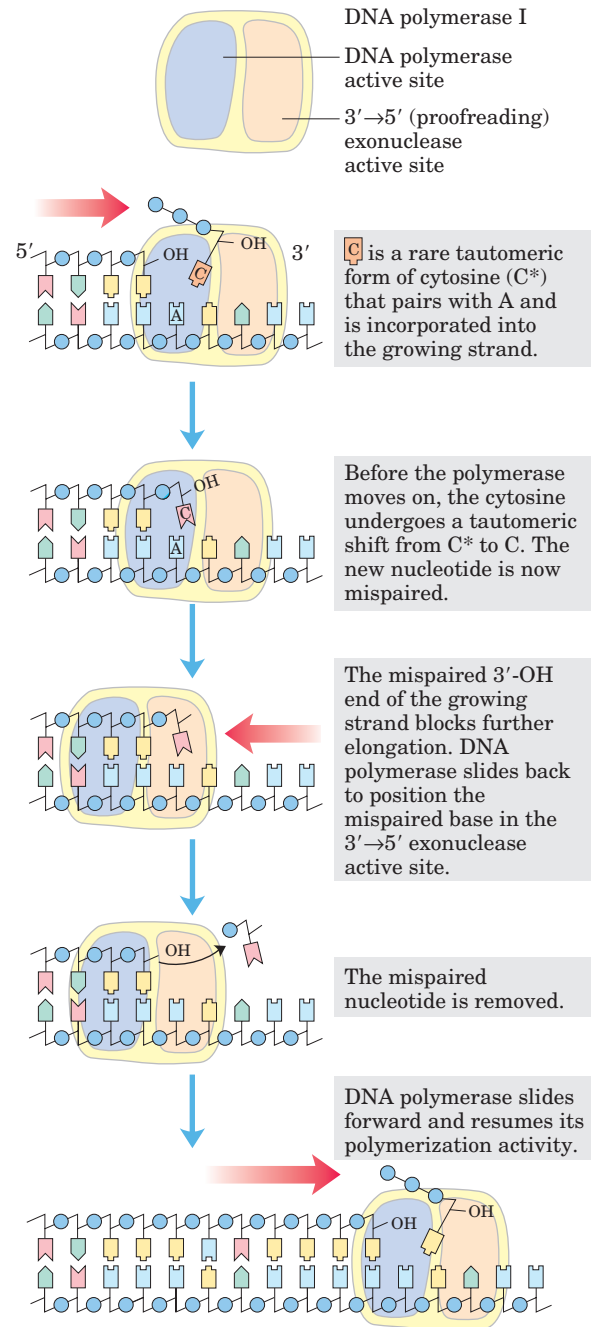 DNA polymerase I
DNA polymerase
active site
3′→5′ (proofreading)
exonuclease
active site
5′
OH
OH
3′
C
A
C is a rare tautomeric
form of cytosine (C*)
that pairs with A and
is incorporated into
the growing strand.
OH
C
A
Before the polymerase
moves on, the cytosine
undergoes a tautomeric
shift from C* to C. The
new nucleotide is now
mispaired.
The mispaired 3′-OH
end of the growing
strand blocks further
elongation. DNA
polymerase slides back
to position the
mispaired base in the
3′→5′ exonuclease
active site.
OH
The mispaired
nucleotide is removed.
DNA polymerase slides
forward and resumes its
polymerization activity.
OH
OH